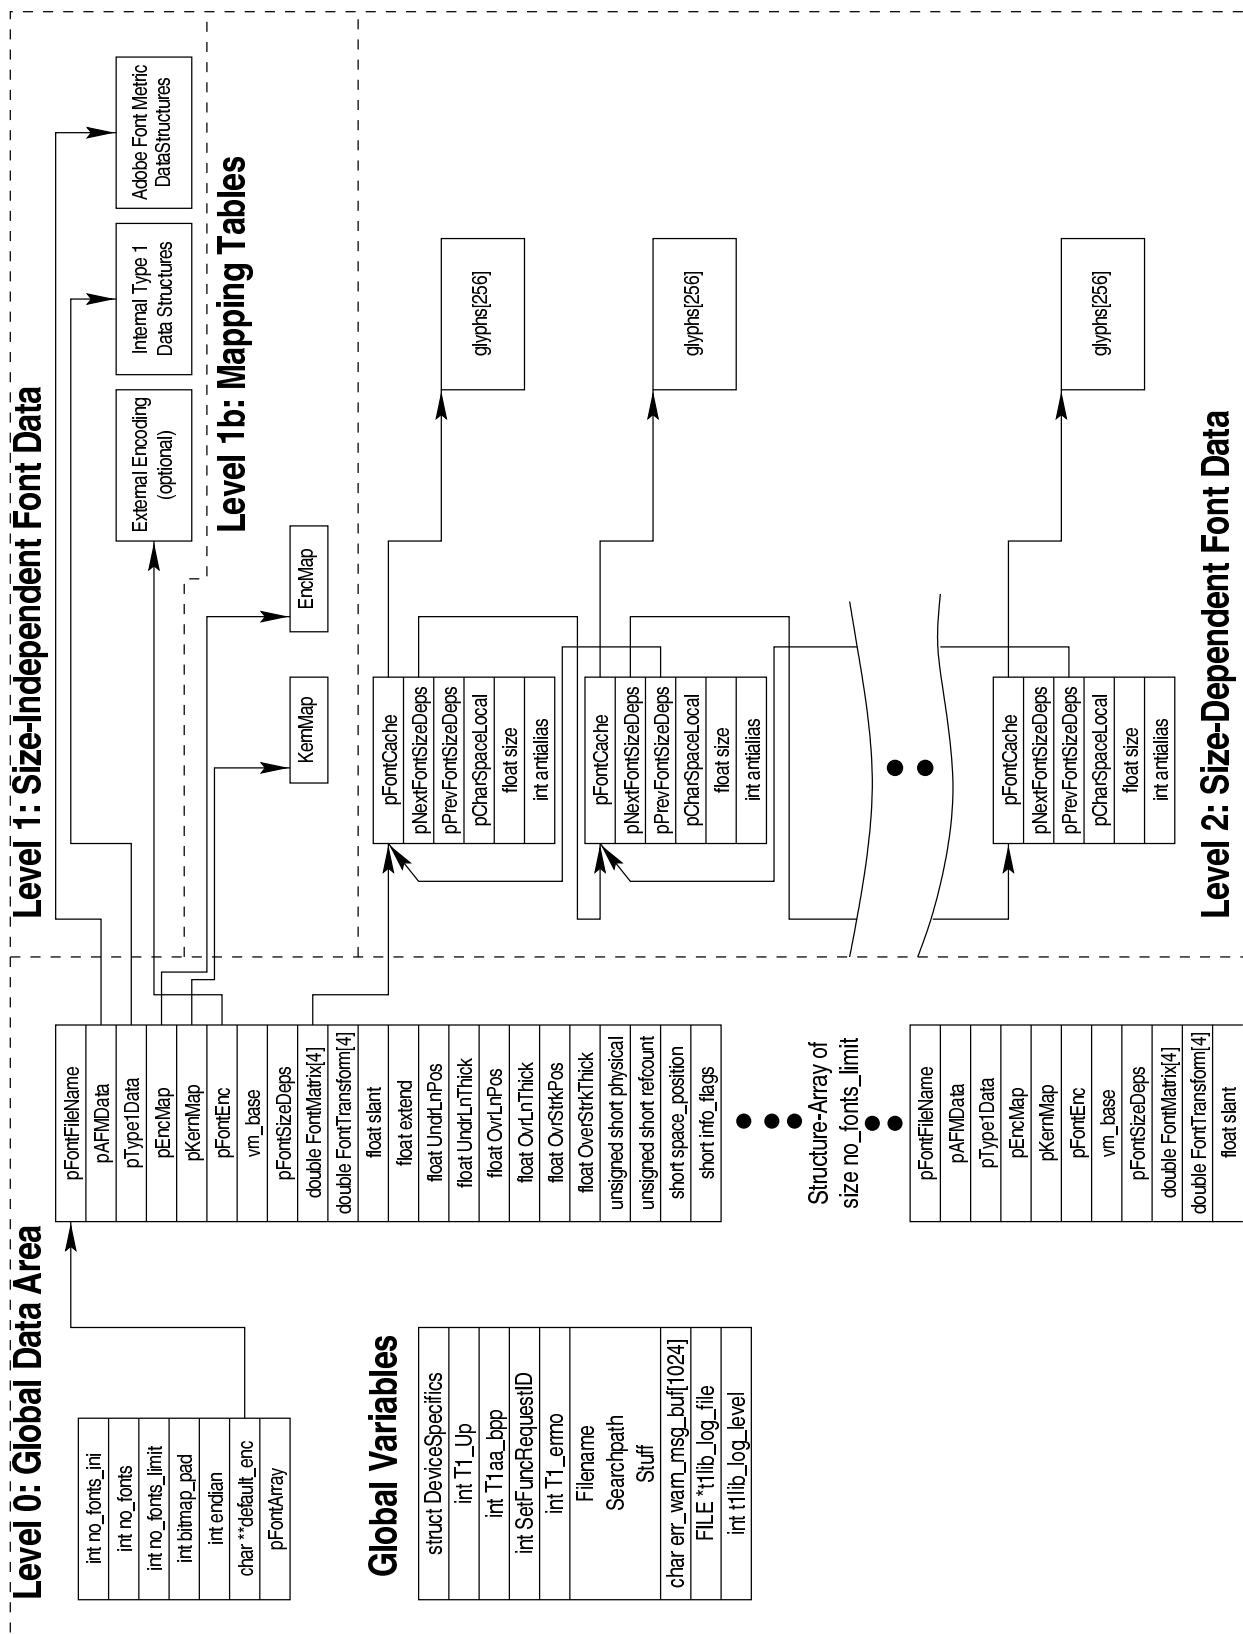 Level 0: Global Data Area
int no_fonts_ini
int no_fonts
int no_fonts_limit
int bitmap_pad
int endian
char **default_enc
pFontArray
Global Variables
struct DeviceSpecifics
int T1_Up
int T1aa_bpp
int SetFuncRequestID
int T1_errno
Filename
Searchpath
Stuff
char err_warn_msg_buf[1024]
FILE *t1lib_log_file
int t1lib_log_level
pFontFileName
pAFMData
pType1Data
pEncMap
pKernMap
pFontEnc
vm_base
pFontSizeDeps
double FontMatrix[4]
double FontTransform[4]
float slant
float extend
float UndrLnPos
float UndrLnThick
float OvrLnPos
float OvrLnThick
float OvrStrkPos
float OverStrkThick
unsigned short physical
unsigned short refcount
short space_position
short info_flags
Structure-Array of
size no_fonts_limit
pFontFileName
pAFMData
pType1Data
pEncMap
pKernMap
pFontEnc
vm_base
pFontSizeDeps
double FontMatrix[4]
double FontTransform[4]
float slant
Level 1: Size-Independent Font Data
External Encoding
(optional)
Internal Type 1
Data Structures
Adobe Font Metric
DataStructures
Level 1b: Mapping Tables
KernMap
EncMap
pFontCache
pNextFontSizeDeps
pPrevFontSizeDeps
pCharSpaceLocal
float size
int antialias
glyphs[256]
pFontCache
pNextFontSizeDeps
pPrevFontSizeDeps
pCharSpaceLocal
float size
int antialias
glyphs[256]
pFontCache
pNextFontSizeDeps
pPrevFontSizeDeps
pCharSpaceLocal
float size
int antialias
glyphs[256]
Level 2: Size-Dependent Font Data